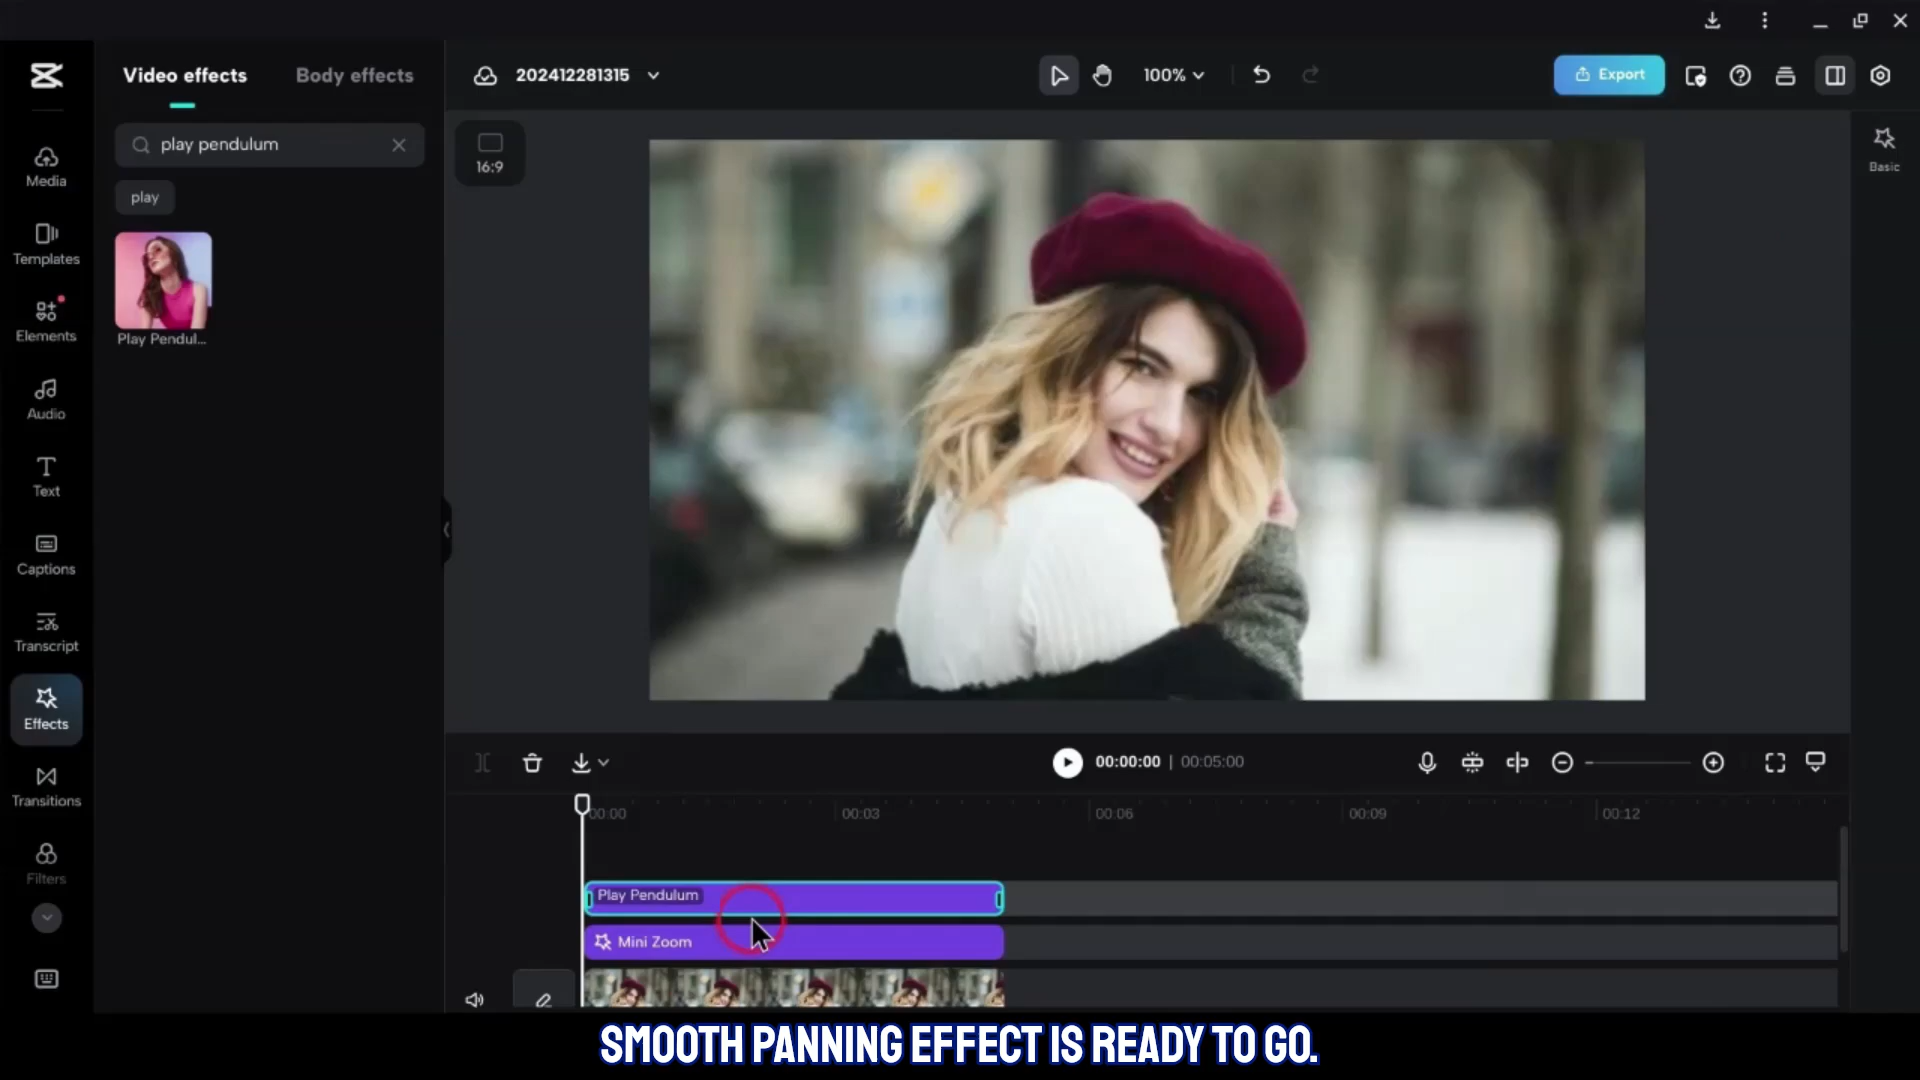 Video effects
Body effects
play pendulum
play
Play Pendul...
Media
Templates
Elements
Audio
Text
Captions
Transcript
Effects
Transitions
Filters
202412281315
100%
Export
16:9
Basic
00:00:00 | 00:05:00
00:00
00:03
00:06
00:09
00:12
Play Pendulum
Mini Zoom
SMOOTH PANNING EFFECT IS READY TO GO.